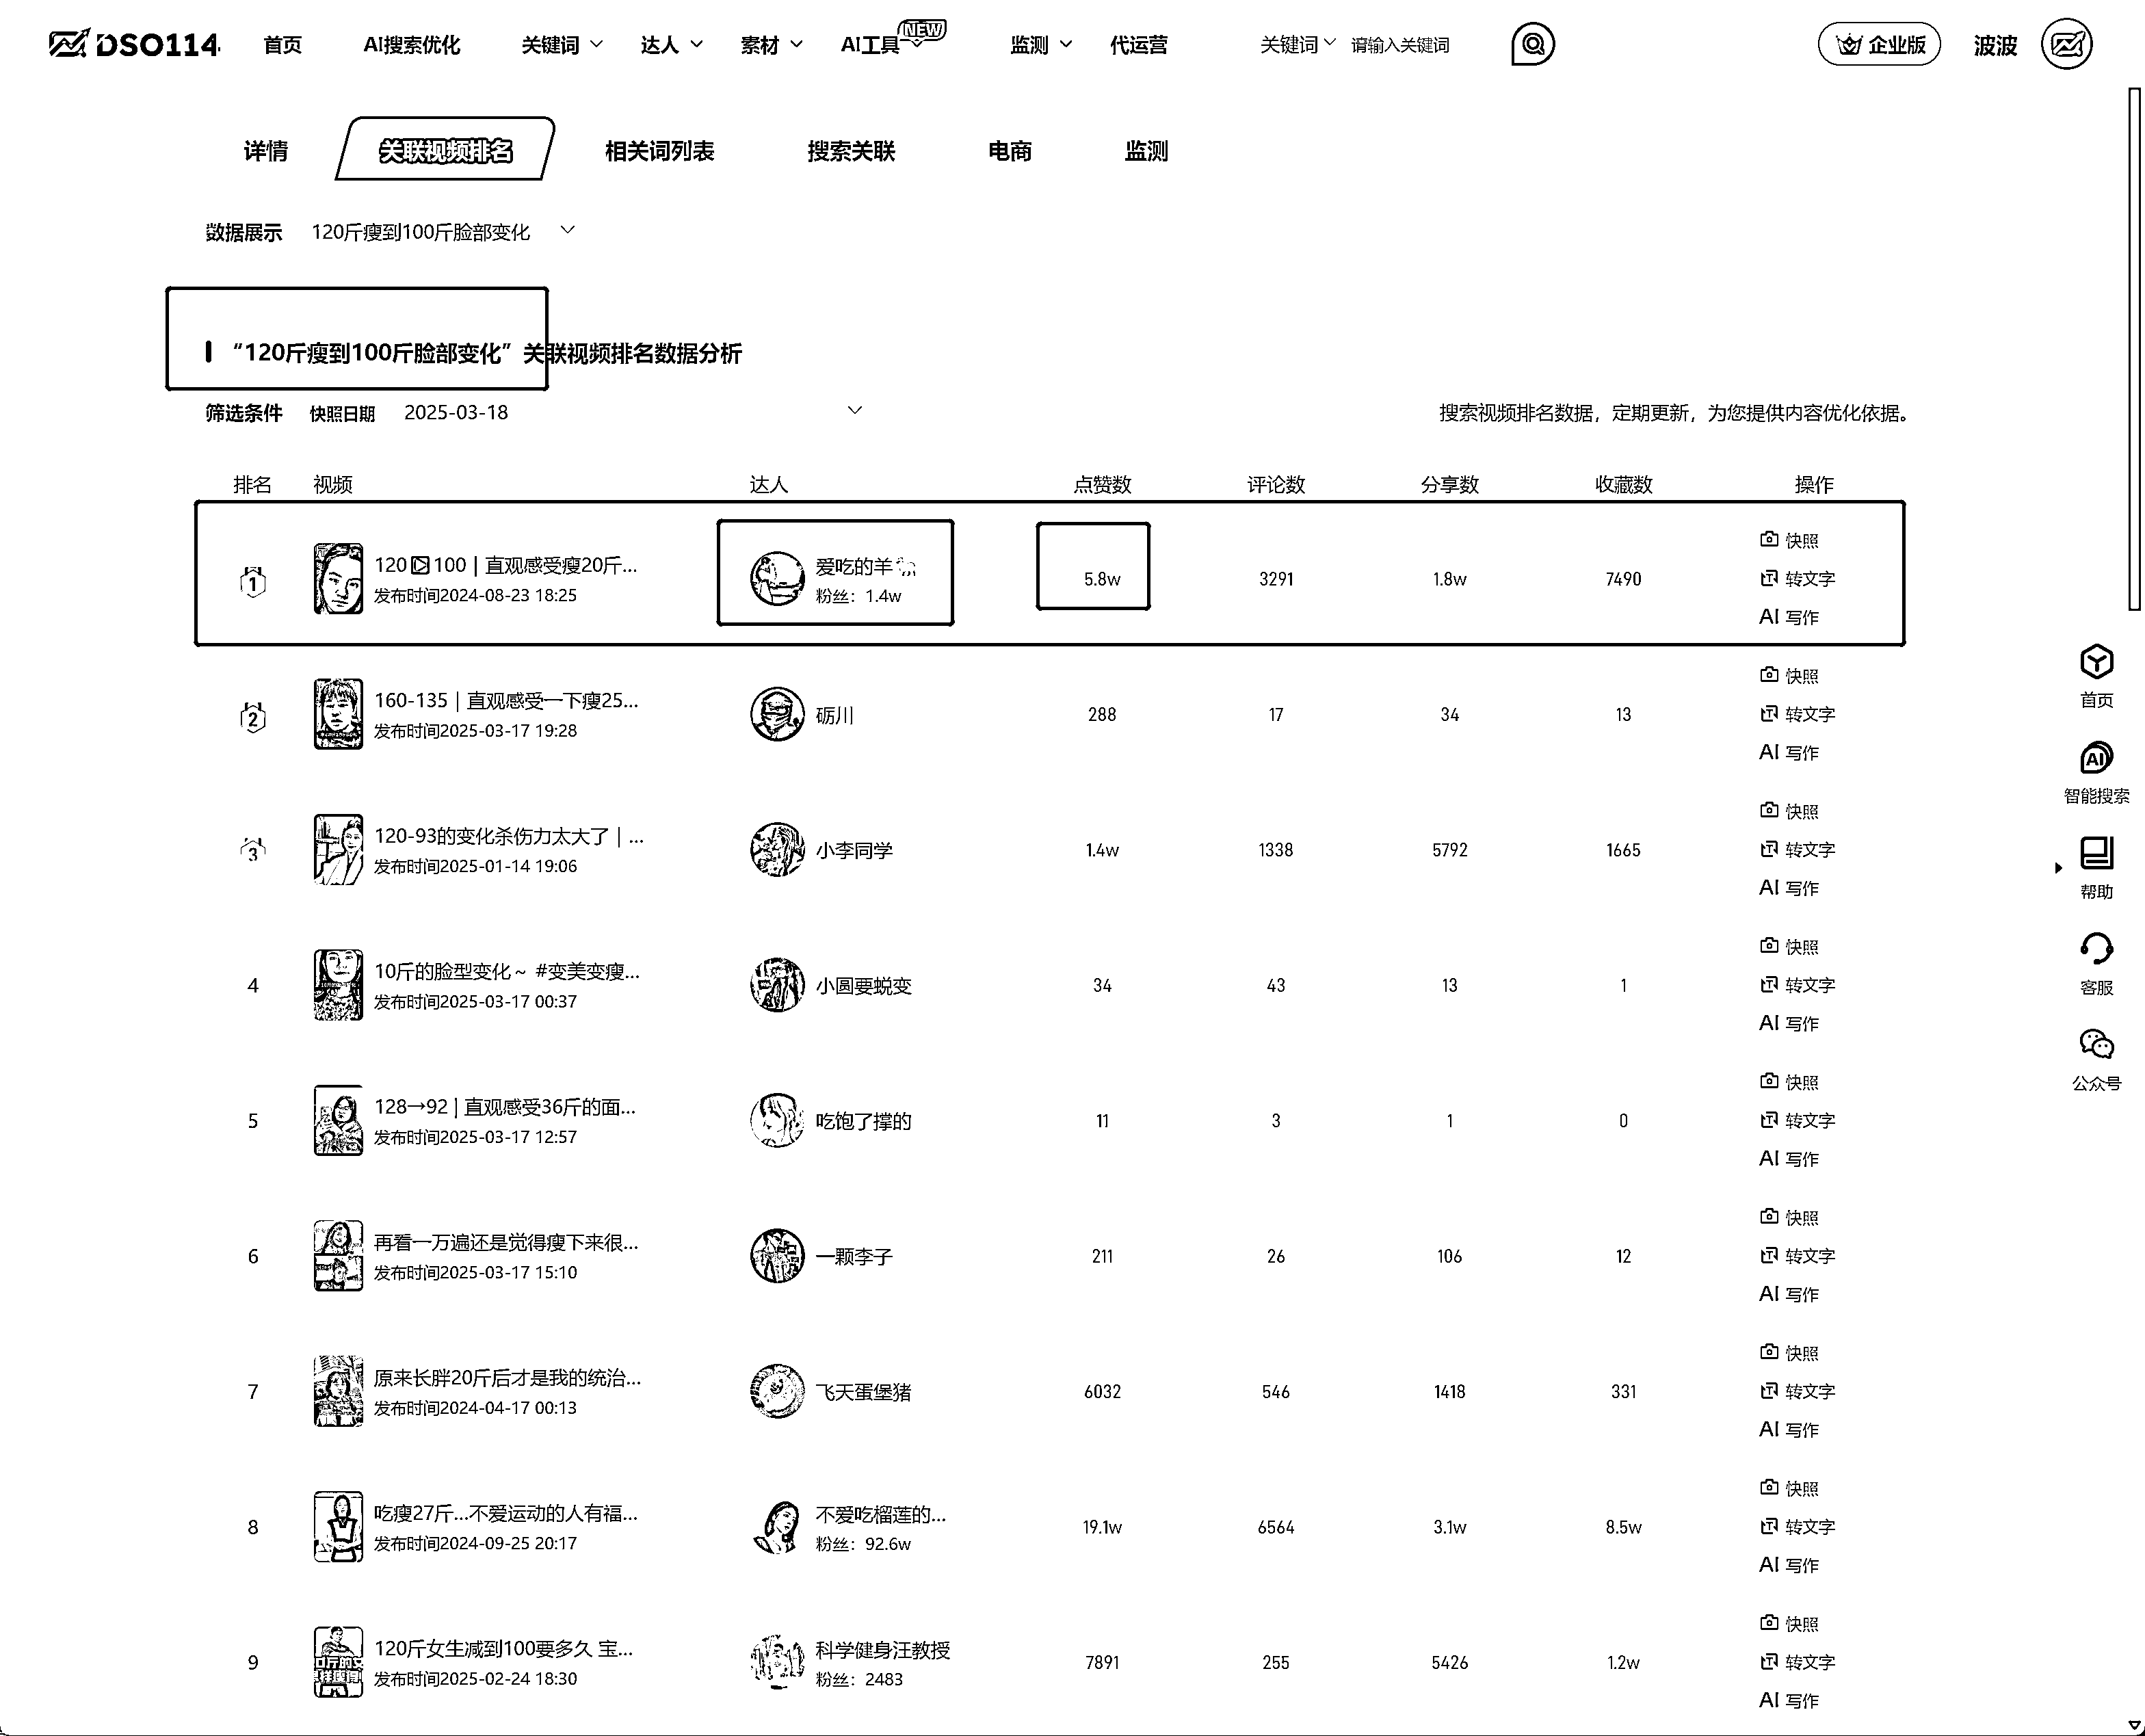 DSO114 首页 AI搜索优化 关键词 达人 素材 AI工具 NEW 监测 代运营 关键词 请输入关键词 企业版 波波
详情 关联视频排名 相关词列表 搜索关联 电商 监测
数据展示 120斤瘦到100斤脸部变化
“120斤瘦到100斤脸部变化”关联视频排名数据分析
筛选条件 快照日期 2025-03-18 搜索视频排名数据，定期更新，为您提供内容优化依据。
排名 视频 达人 点赞数 评论数 分享数 收藏数 操作
快照
1 120▶100 | 直观感受瘦20斤... 爱吃的羊 5.8w 3291 1.8w 7490 转文字
发布时间2024-08-23 18:25 粉丝：1.4w
AI 写作
快照
2 160-135 | 直观感受一下瘦25... 砺川 288 17 34 13 转文字
发布时间2025-03-17 19:28
AI 写作
快照
3 120-93的变化杀伤力太大了 | ... 小李同学 1.4w 1338 5792 1665 转文字
发布时间2025-01-14 19:06
AI 写作
快照
4 10斤的脸型变化～ #变美变瘦... 小圆要蜕变 34 43 13 1 转文字
发布时间2025-03-17 00:37
AI 写作
快照
5 128→92 | 直观感受36斤的面... 吃饱了撑的 11 3 1 0 转文字
发布时间2025-03-17 12:57
AI 写作
快照
6 再看一万遍还是觉得瘦下来很... 一颗李子 211 26 106 12 转文字
发布时间2025-03-17 15:10
AI 写作
快照
7 原来长胖20斤后才是我的统治... 飞天蛋堡猪 6032 546 1418 331 转文字
发布时间2024-04-17 00:13
AI 写作
快照
8 吃瘦27斤...不爱运动的人有福... 不爱吃榴莲的... 19.1w 6564 3.1w 8.5w 转文字
发布时间2024-09-25 20:17 粉丝：92.6w
AI 写作
快照
9 120斤女生减到100要多久 宝... 科学健身汪教授 7891 255 5426 1.2w 转文字
发布时间2025-02-24 18:30 粉丝：2483
AI 写作
首页
AI
智能搜索
帮助
客服
公众号